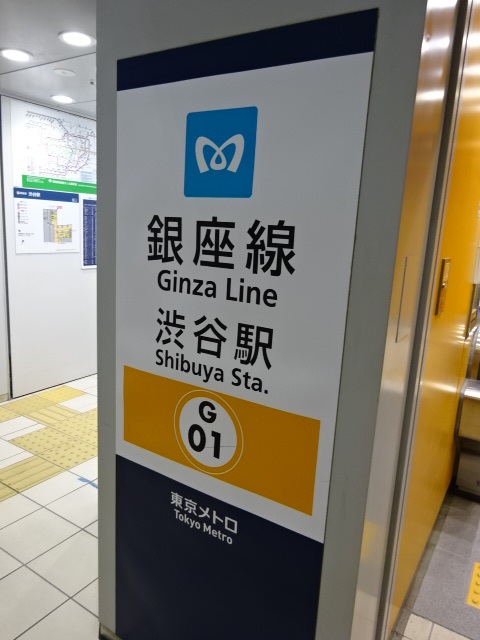 銀座線
Ginza Line
渋谷駅
Shibuya Sta.
G
01
東京メトロ
Tokyo Metro